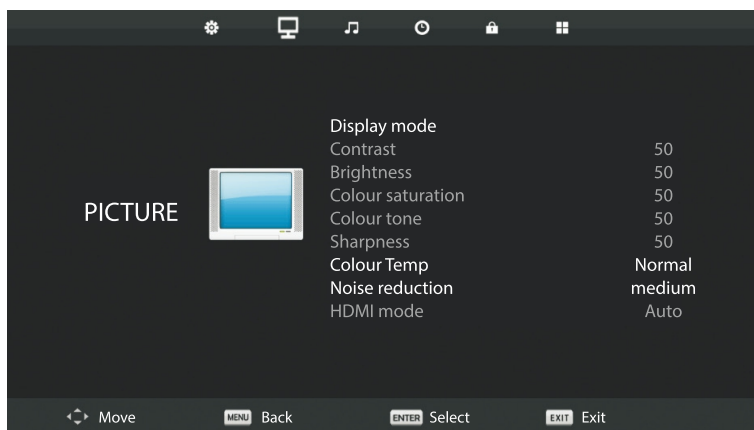 PICTURE
Display mode
Contrast 50
Brightness 50
Colour saturation 50
Colour tone 50
Sharpness 50
Colour Temp Normal
Noise reduction medium
HDMI mode Auto
Move MENU Back ENTER Select EXIT Exit